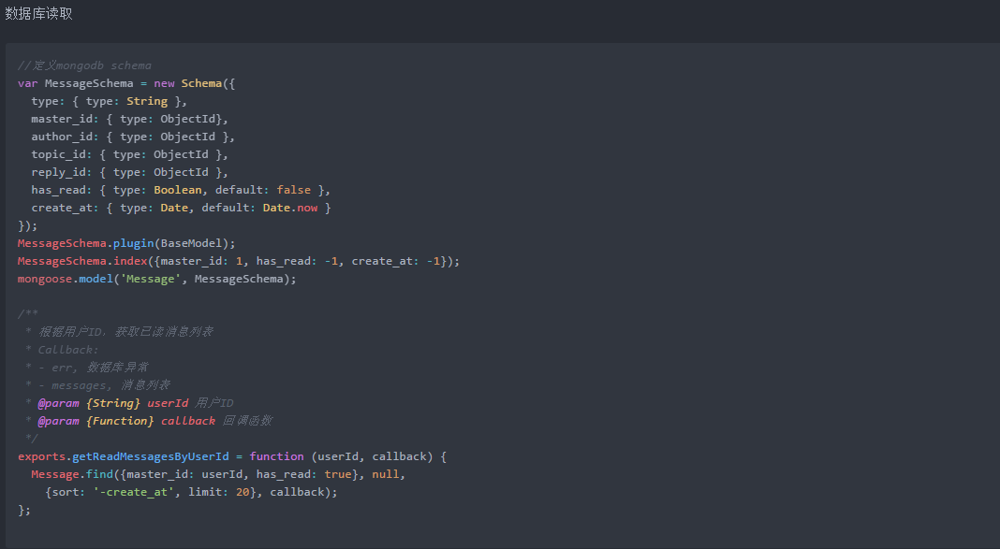 数据库读取
//定义mongodb schema
var MessageSchema = new Schema({
  type: { type: String },
  master_id: { type: ObjectId},
  author_id: { type: ObjectId },
  topic_id: { type: ObjectId },
  reply_id: { type: ObjectId },
  has_read: { type: Boolean, default: false },
  create_at: { type: Date, default: Date.now }
});
MessageSchema.plugin(BaseModel);
MessageSchema.index({master_id: 1, has_read: -1, create_at: -1});
mongoose.model('Message', MessageSchema);
/**
 * 根据用户ID，获取已读消息列表
 * Callback:
 * - err, 数据库异常
 * - messages, 消息列表
 * @param {String} userId 用户ID
 * @param {Function} callback 回调函数
 */
exports.getReadMessagesByUserId = function (userId, callback) {
  Message.find({master_id: userId, has_read: true}, null,
    {sort: '-create_at', limit: 20}, callback);
};